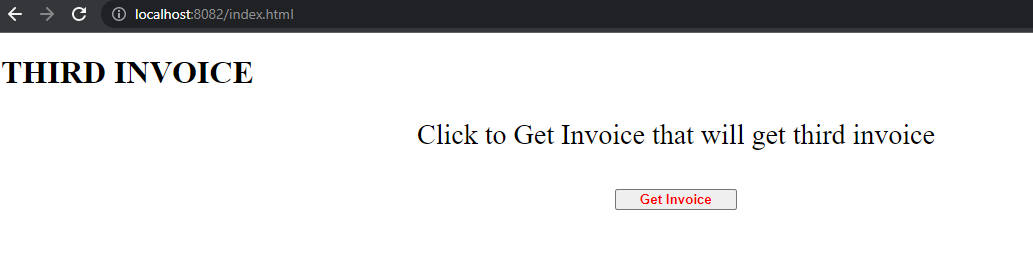 localhost:8082/index.html
THIRD INVOICE
Click to Get Invoice that will get third invoice
Get Invoice